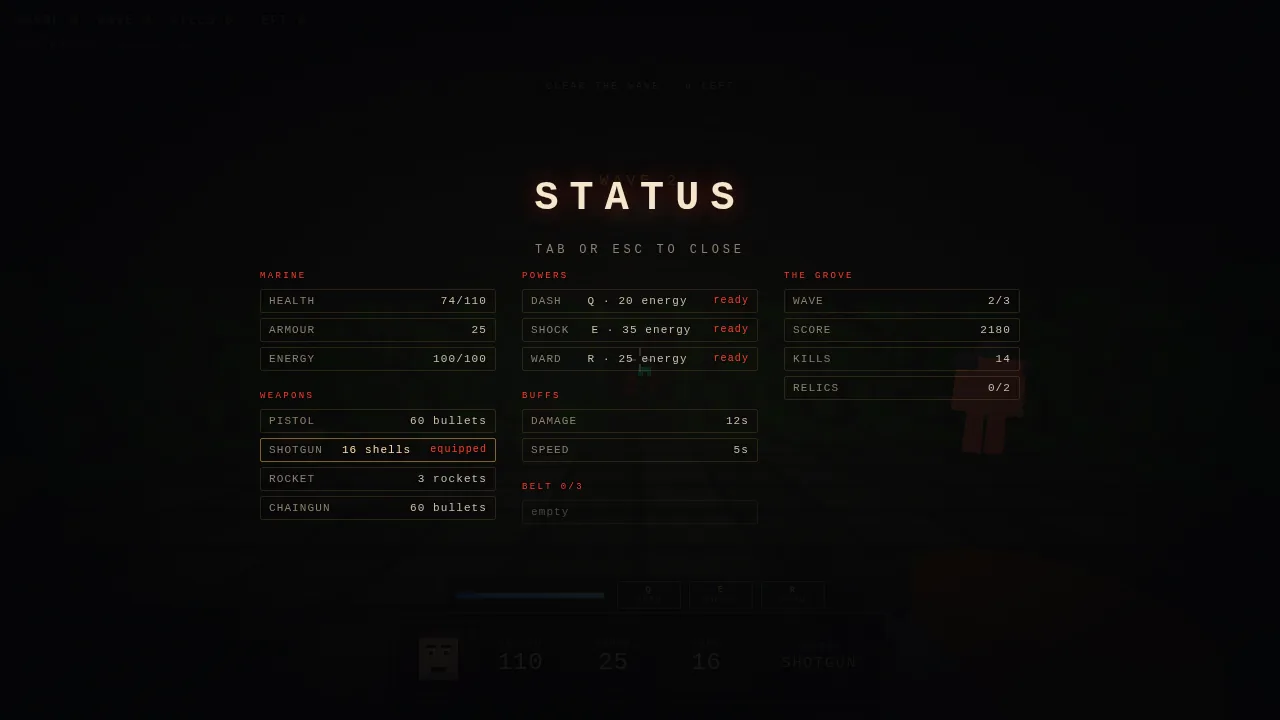 STATUS
TAB OR ESC TO CLOSE
MARINE
HEALTH 74/110
ARMOUR 25
ENERGY 100/100
WEAPONS
PISTOL 60 bullets
SHOTGUN 16 shells equipped
ROCKET 3 rockets
CHAINGUN 60 bullets
POWERS
DASH Q · 20 energy ready
SHOCK E · 35 energy ready
WARD R · 25 energy ready
BUFFS
DAMAGE 12s
SPEED 5s
BELT 0/3
empty
THE GROVE
WAVE 2/3
SCORE 2180
KILLS 14
RELICS 0/2
110 25 16 SHOTGUN